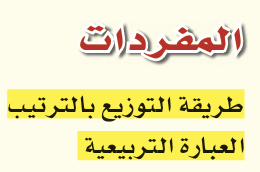 المفردات
طريقة التوزيع بالترتيب
العبارة التربيعية